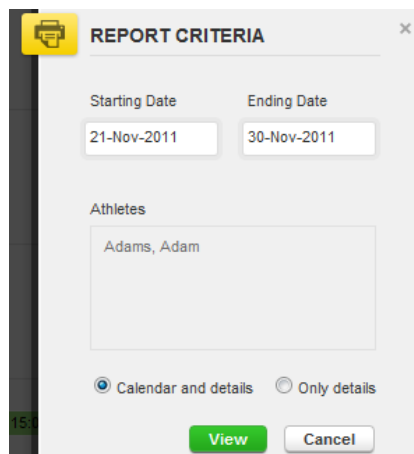 REPORT CRITERIA
×
Starting Date Ending Date
21-Nov-2011 30-Nov-2011
Athletes
Adams, Adam
Calendar and details Only details
View Cancel